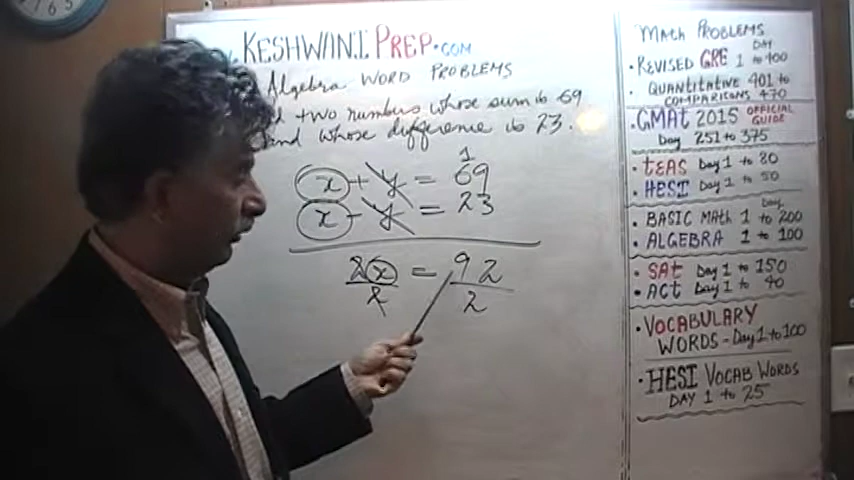 KESHWANI PREP.COM
Algebra WORD PROBLEMS
two numbers whose sum is 69
and whose difference is 23.
1
x + y = 69
x - y = 23
2x = 92
2 2
MATH PROBLEMS
DAY
• REVISED GRE 1 to 100
QUANTITATIVE 401 to
COMPARISONS 470
• GMAT 2015 OFFICIAL GUIDE
Day 251 to 375
• TEAS Day 1 to 80
• HESI Day 1 to 50
Day
• BASIC MATH 1 to 200
• ALGEBRA 1 to 100
• SAt Day 1 to 150
• ACT Day 1 to 40
• VOCABULARY
WORDS - Day 1 to 100
• HESI VOCAB WORDS
DAY 1 to 25